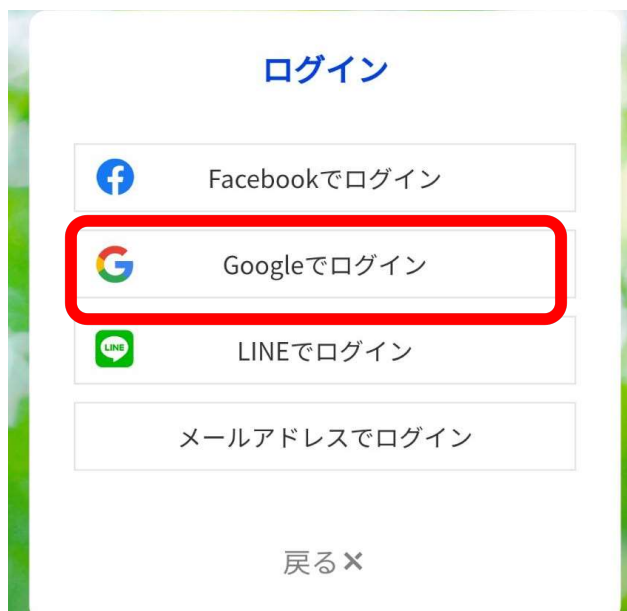 ログイン
Facebookでログイン
Googleでログイン
LINE
LINEでログイン
メールアドレスでログイン
戻る×